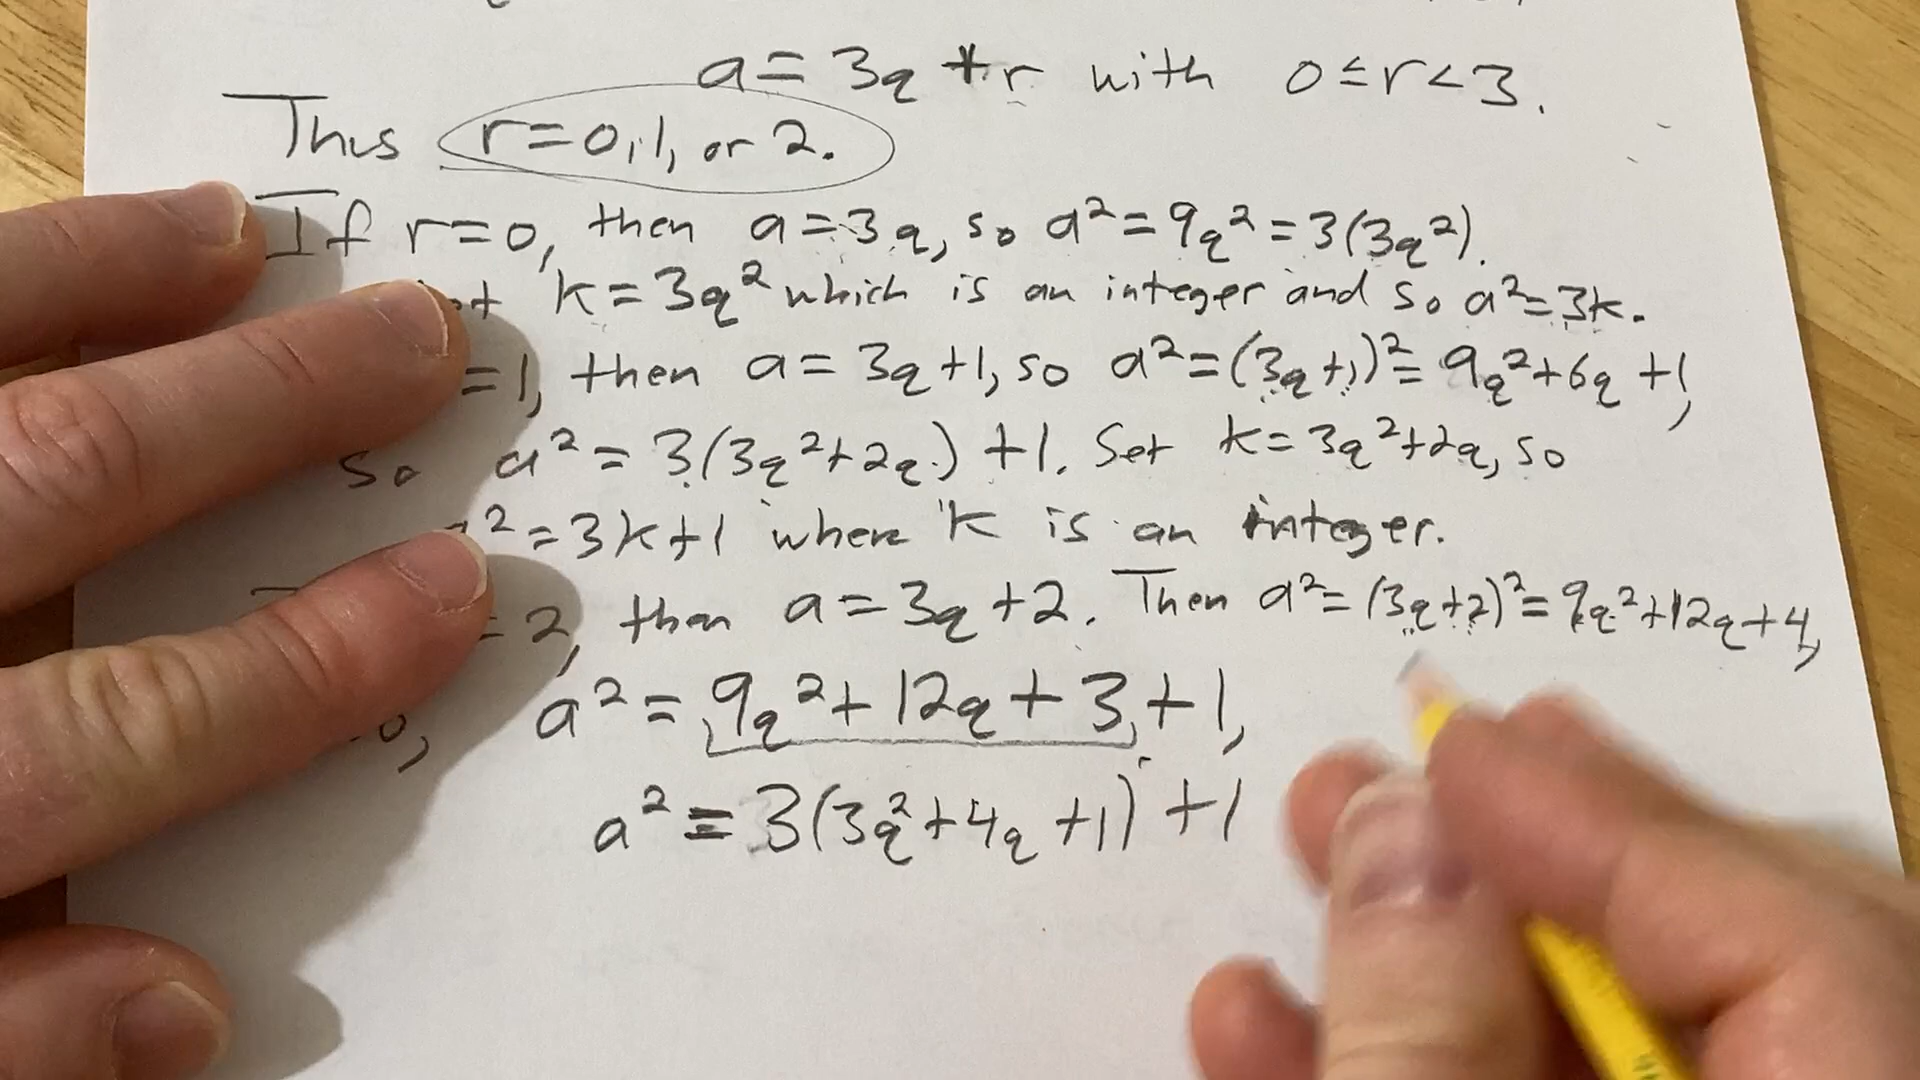 a = 3q + r with 0 ≤ r < 3.
Thus r = 0, 1, or 2.
If r = 0, then a = 3q, so a² = 9q² = 3(3q²).
k = 3q² which is an integer and so a² = 3k.
= 1, then a = 3q + 1, so a² = (3q + 1)² = 9q² + 6q + 1,
so a² = 3(3q² + 2q) + 1. Set k = 3q² + 2q, so
² = 3k + 1 where k is an integer.
= 2, then a = 3q + 2. Then a² = (3q + 2)² = 9q² + 12q + 4,
a² = 9q² + 12q + 3 + 1,
a² = 3(3q² + 4q + 1) + 1